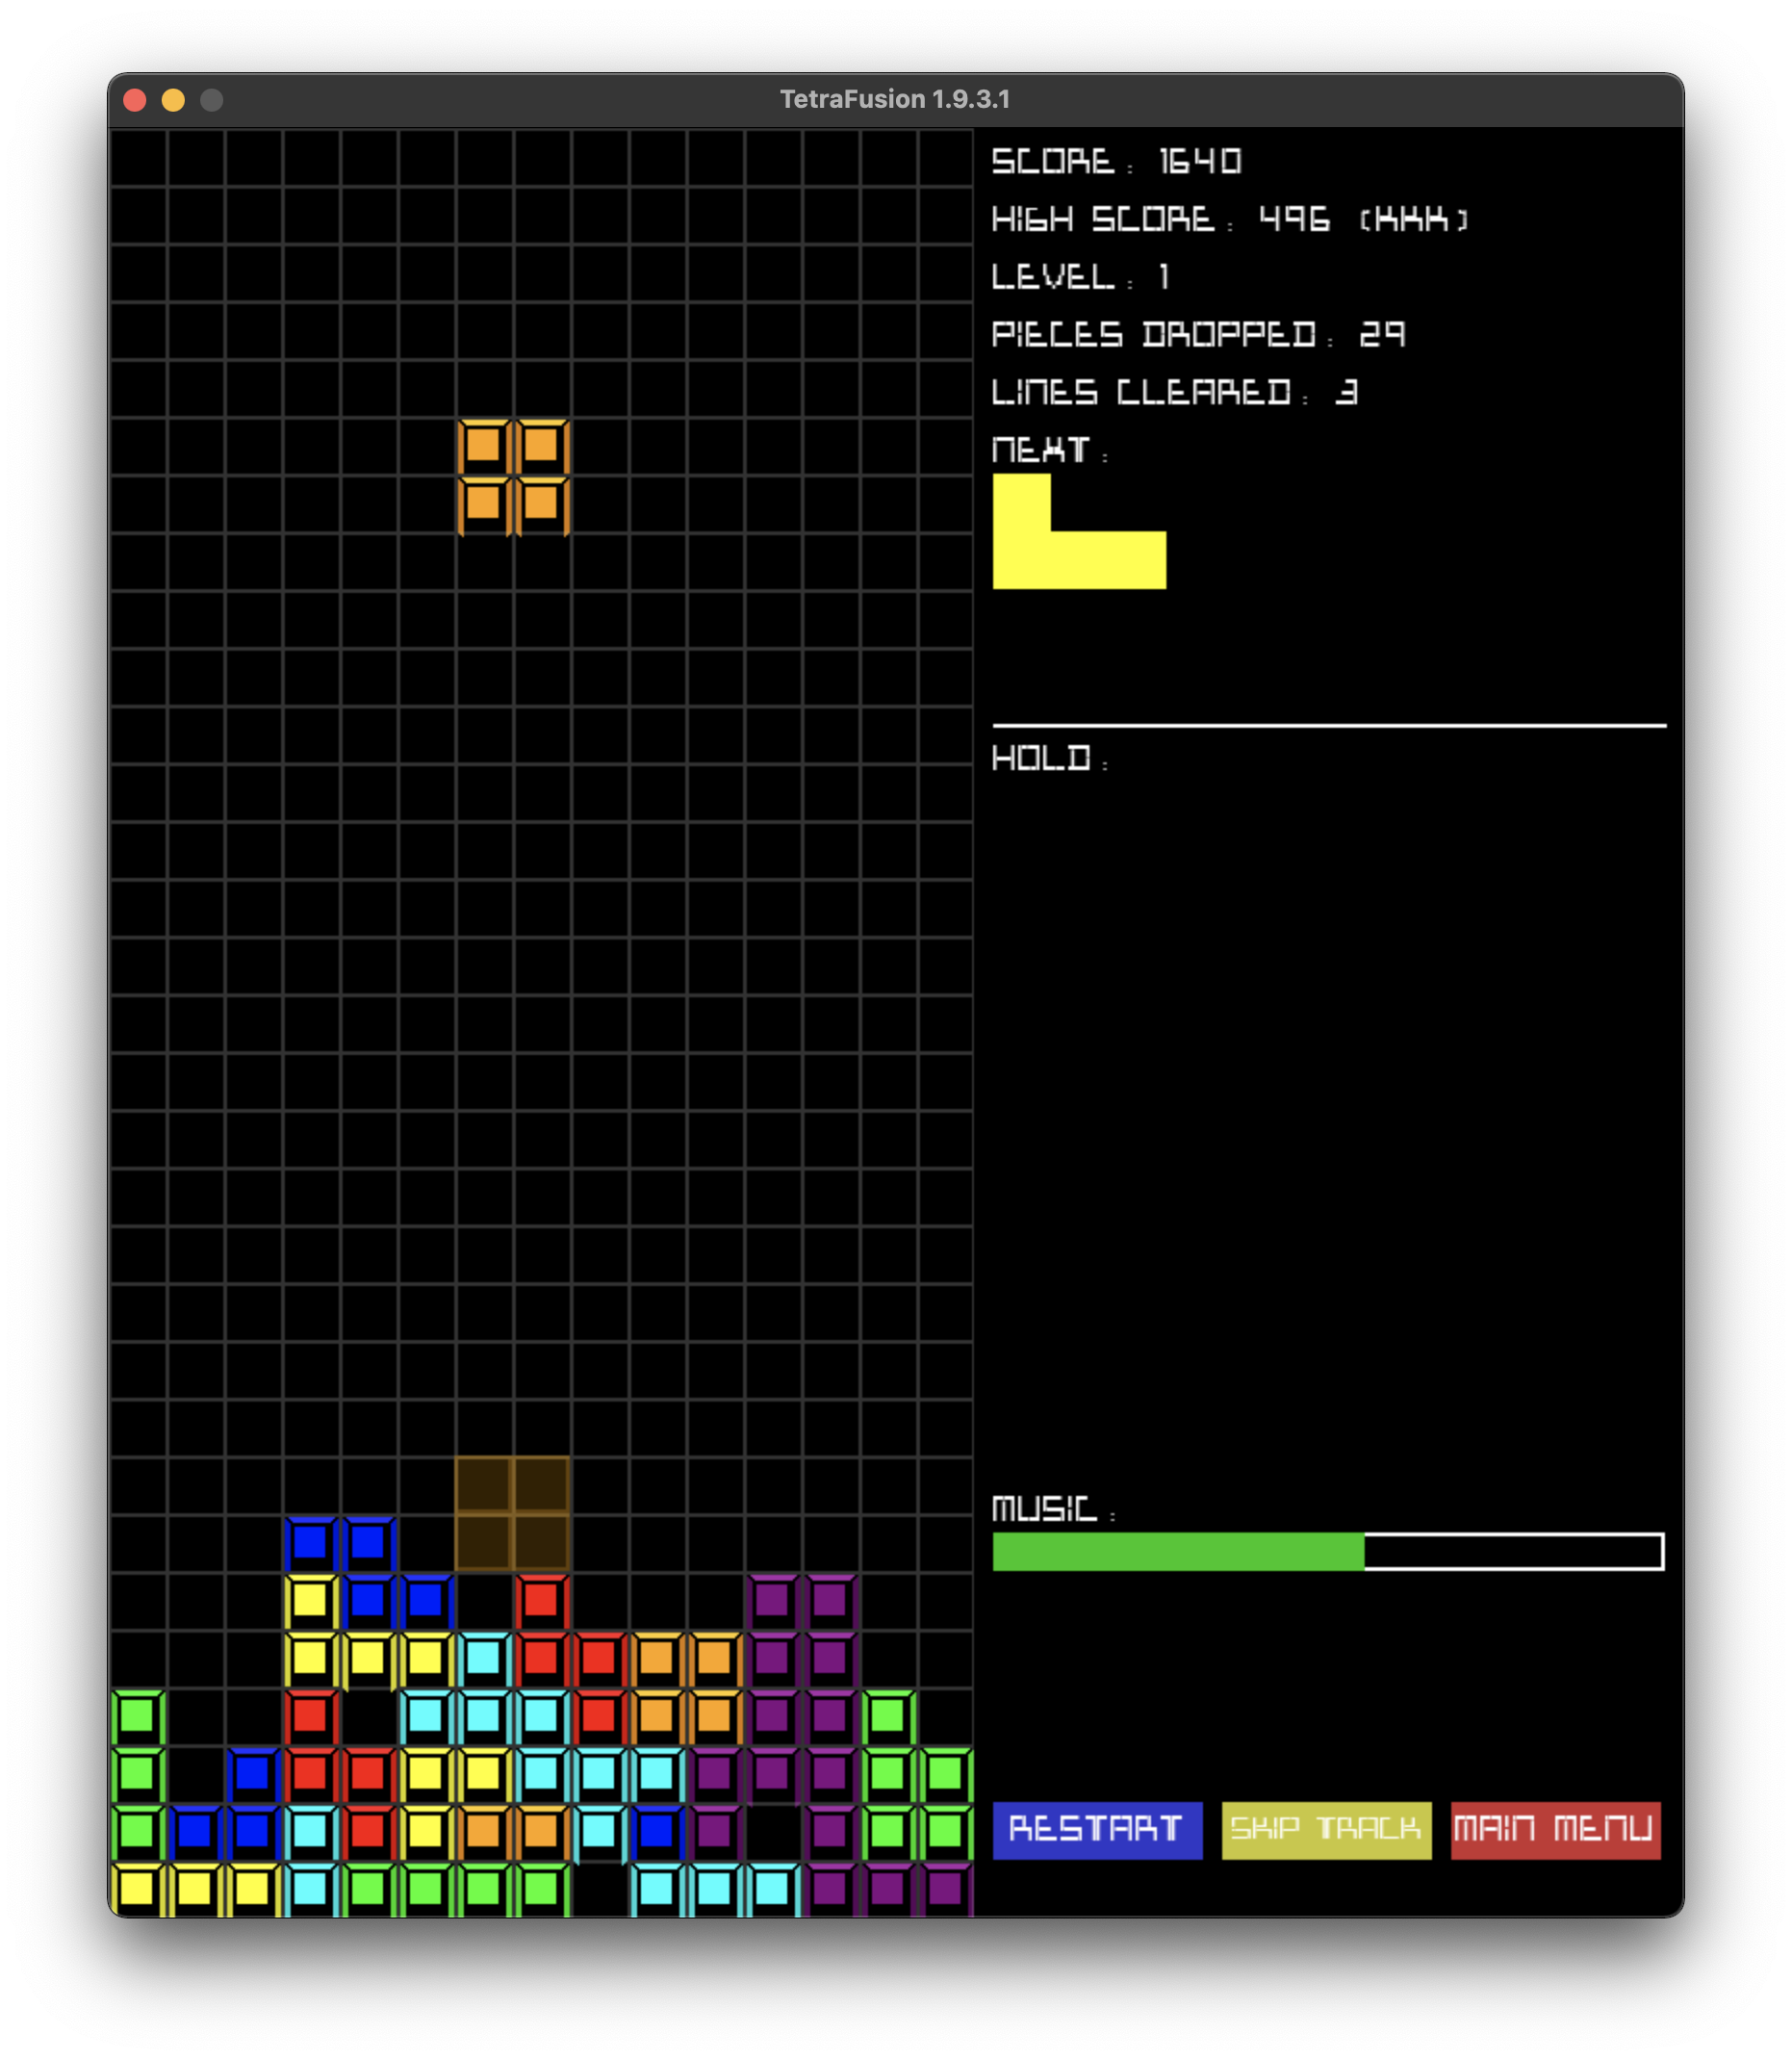 TetraFusion 1.9.3.1
SCORE: 1640
HIGH SCORE: 496 (KKK)
LEVEL: 1
PIECES DROPPED: 29
LINES CLEARED: 3
NEXT:
HOLD:
MUSIC:
RESTART SKIP TRACK MAIN MENU